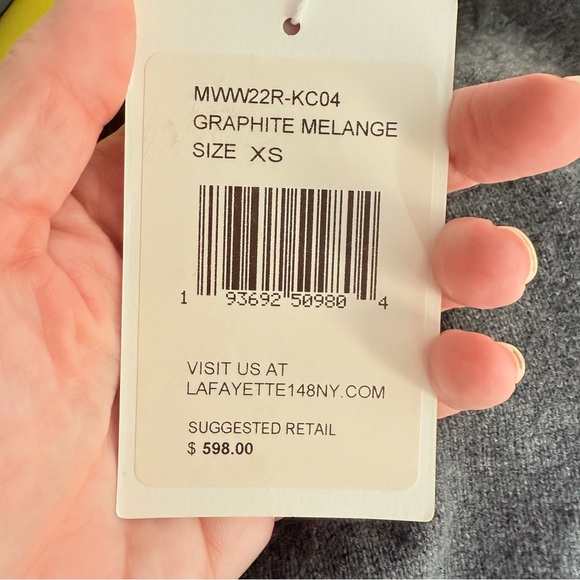 MWW22R-KC04
GRAPHITE MELANGE
SIZE XS
1 93692 50980 4
VISIT US AT
LAFAYETTE148NY.COM
SUGGESTED RETAIL
$ 598.00